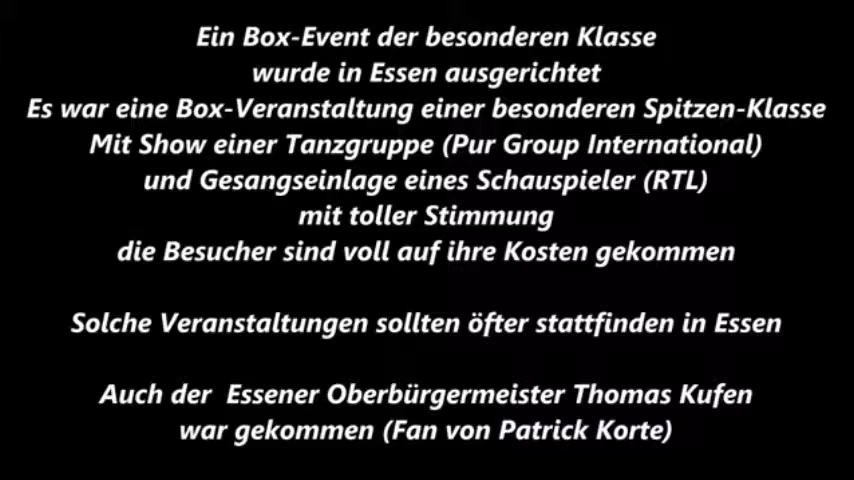 Ein Box-Event der besonderen Klasse
wurde in Essen ausgerichtet
Es war eine Box-Veranstaltung einer besonderen Spitzen-Klasse
Mit Show einer Tanzgruppe (Pur Group International)
und Gesangseinlage eines Schauspieler (RTL)
mit toller Stimmung
die Besucher sind voll auf ihre Kosten gekommen
Solche Veranstaltungen sollten öfter stattfinden in Essen
Auch der  Essener Oberbürgermeister Thomas Kufen
war gekommen (Fan von Patrick Korte)